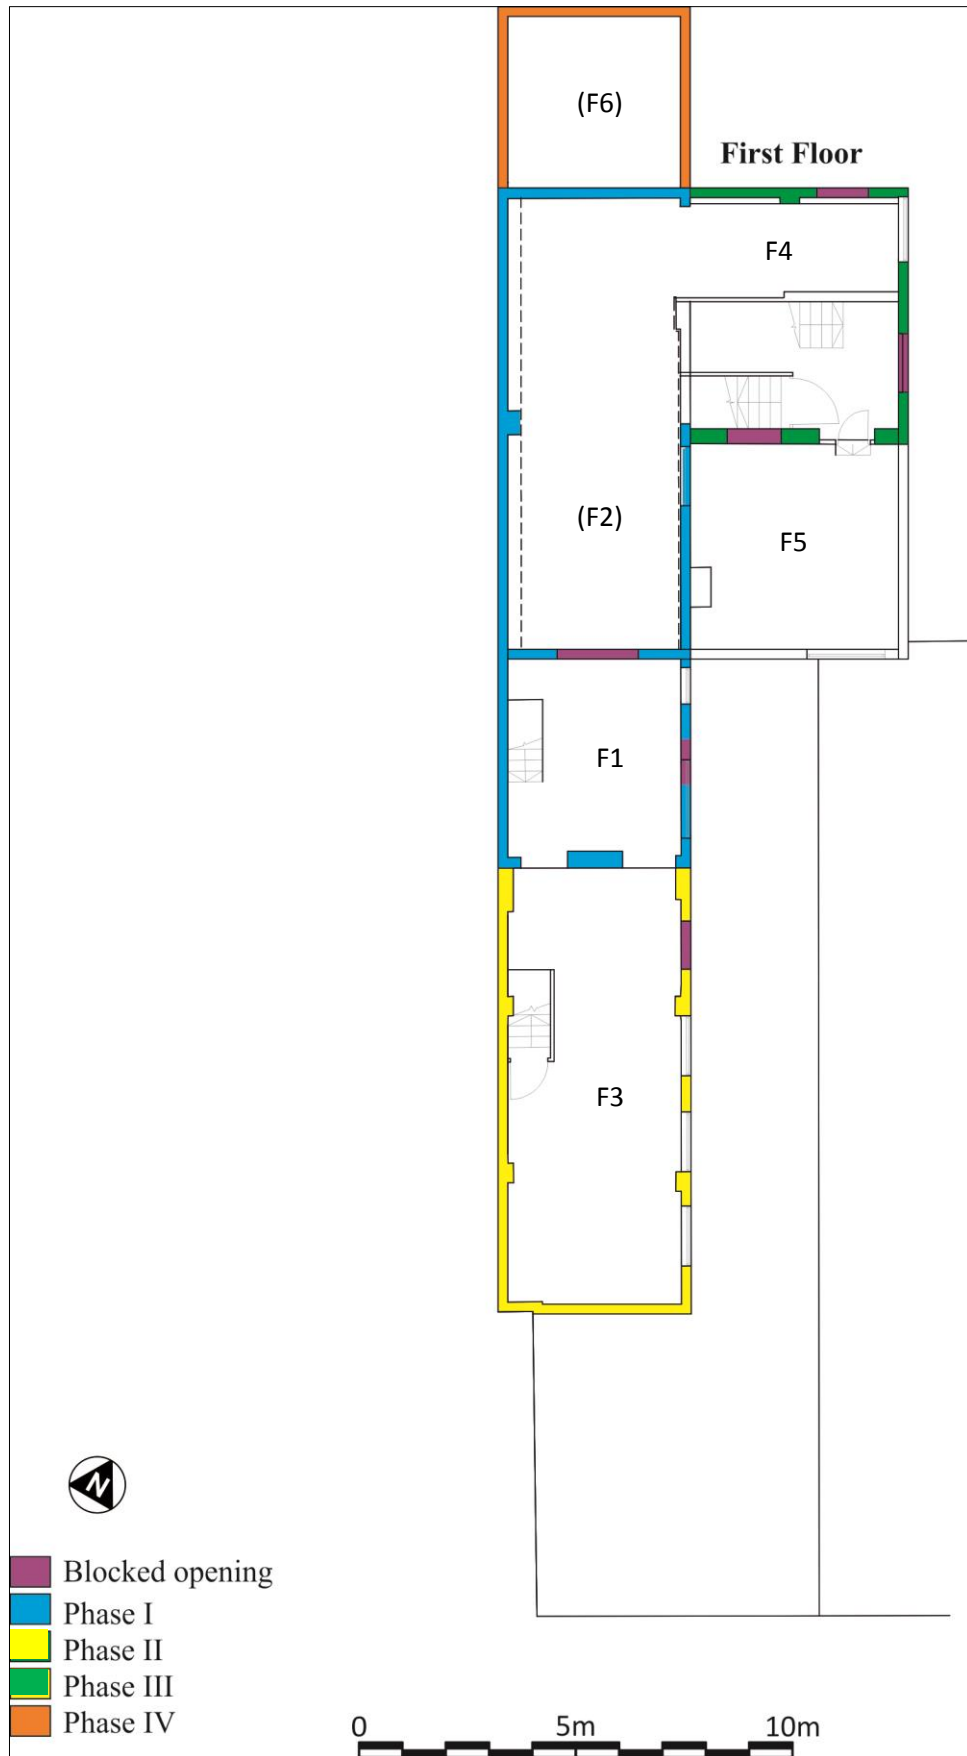 (F6)
First Floor
F4
(F2)
F5
F1
F3
N
Blocked opening
Phase I
Phase II
Phase III
Phase IV
0 5m 10m